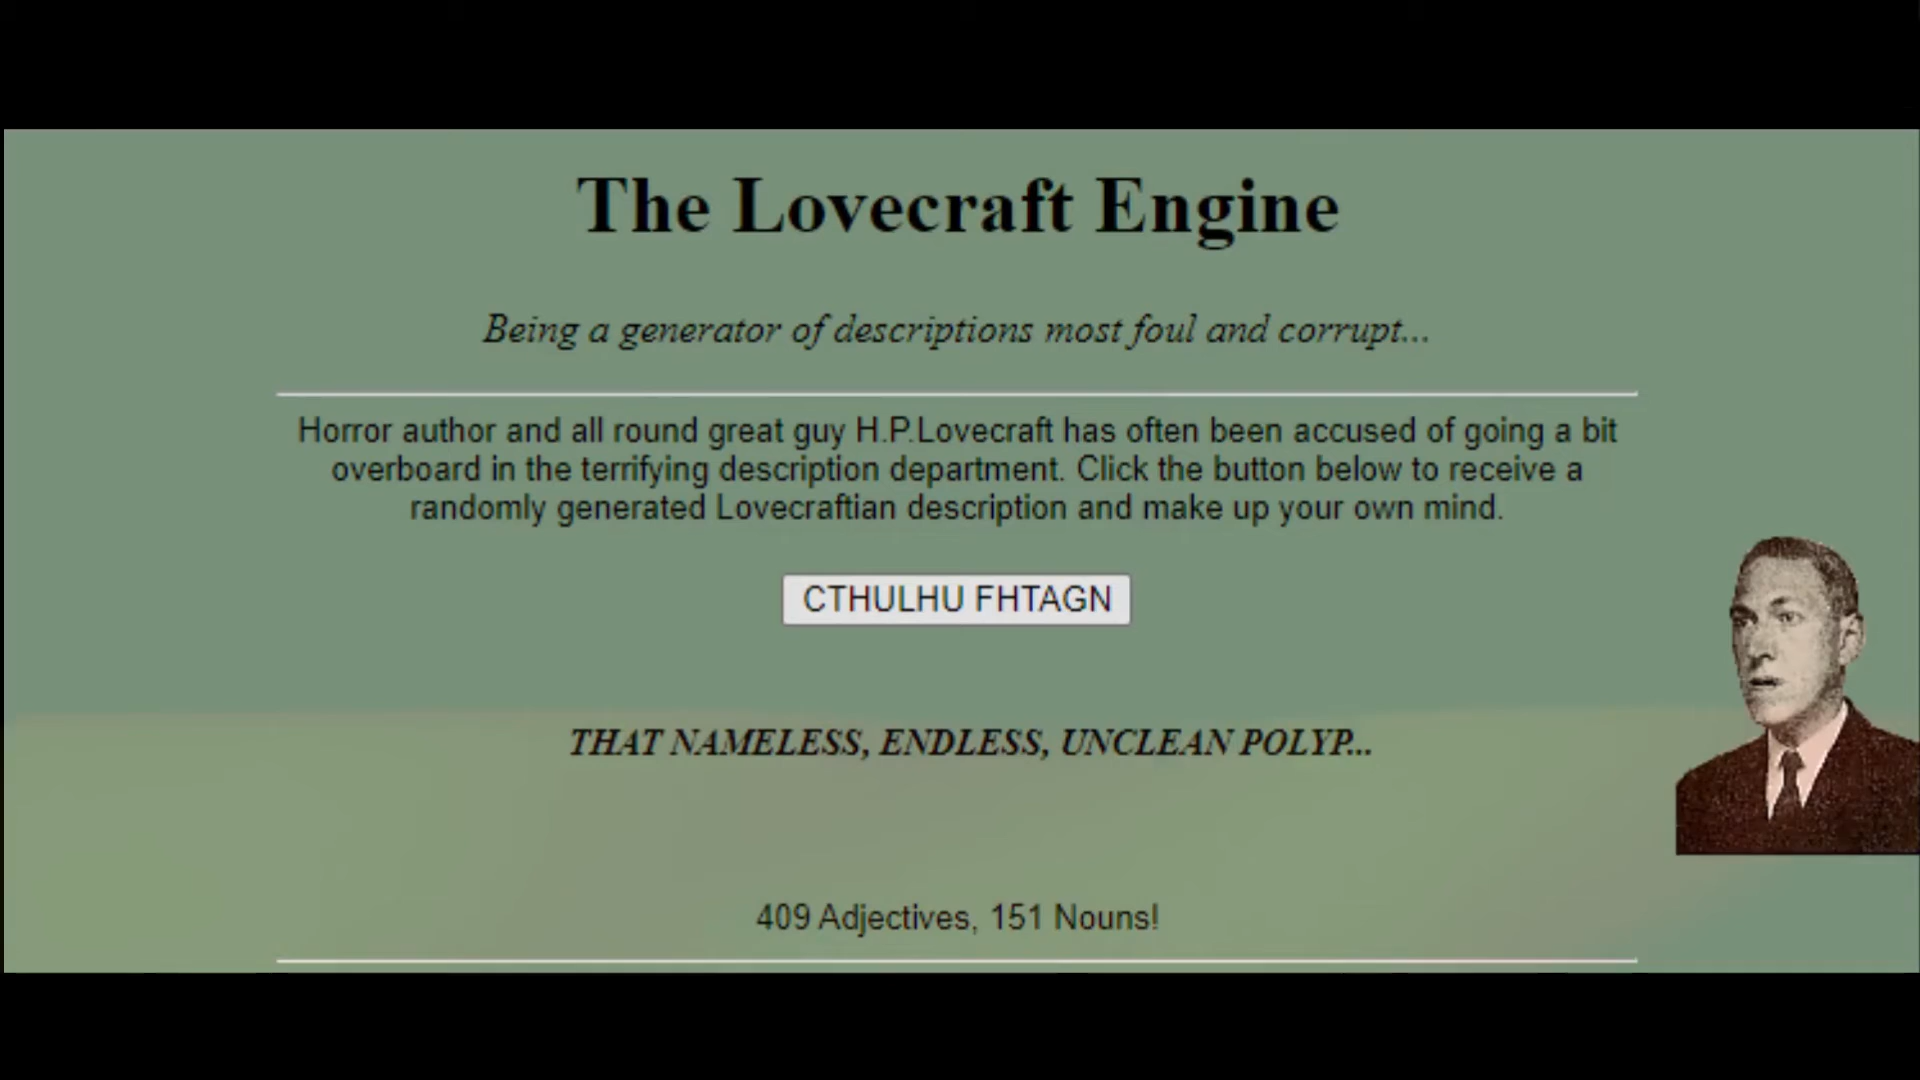 The Lovecraft Engine
Being a generator of descriptions most foul and corrupt...
Horror author and all round great guy H.P.Lovecraft has often been accused of going a bit
overboard in the terrifying description department. Click the button below to receive a
randomly generated Lovecraftian description and make up your own mind.
CTHULHU FHTAGN
THAT NAMELESS, ENDLESS, UNCLEAN POLYP...
409 Adjectives, 151 Nouns!